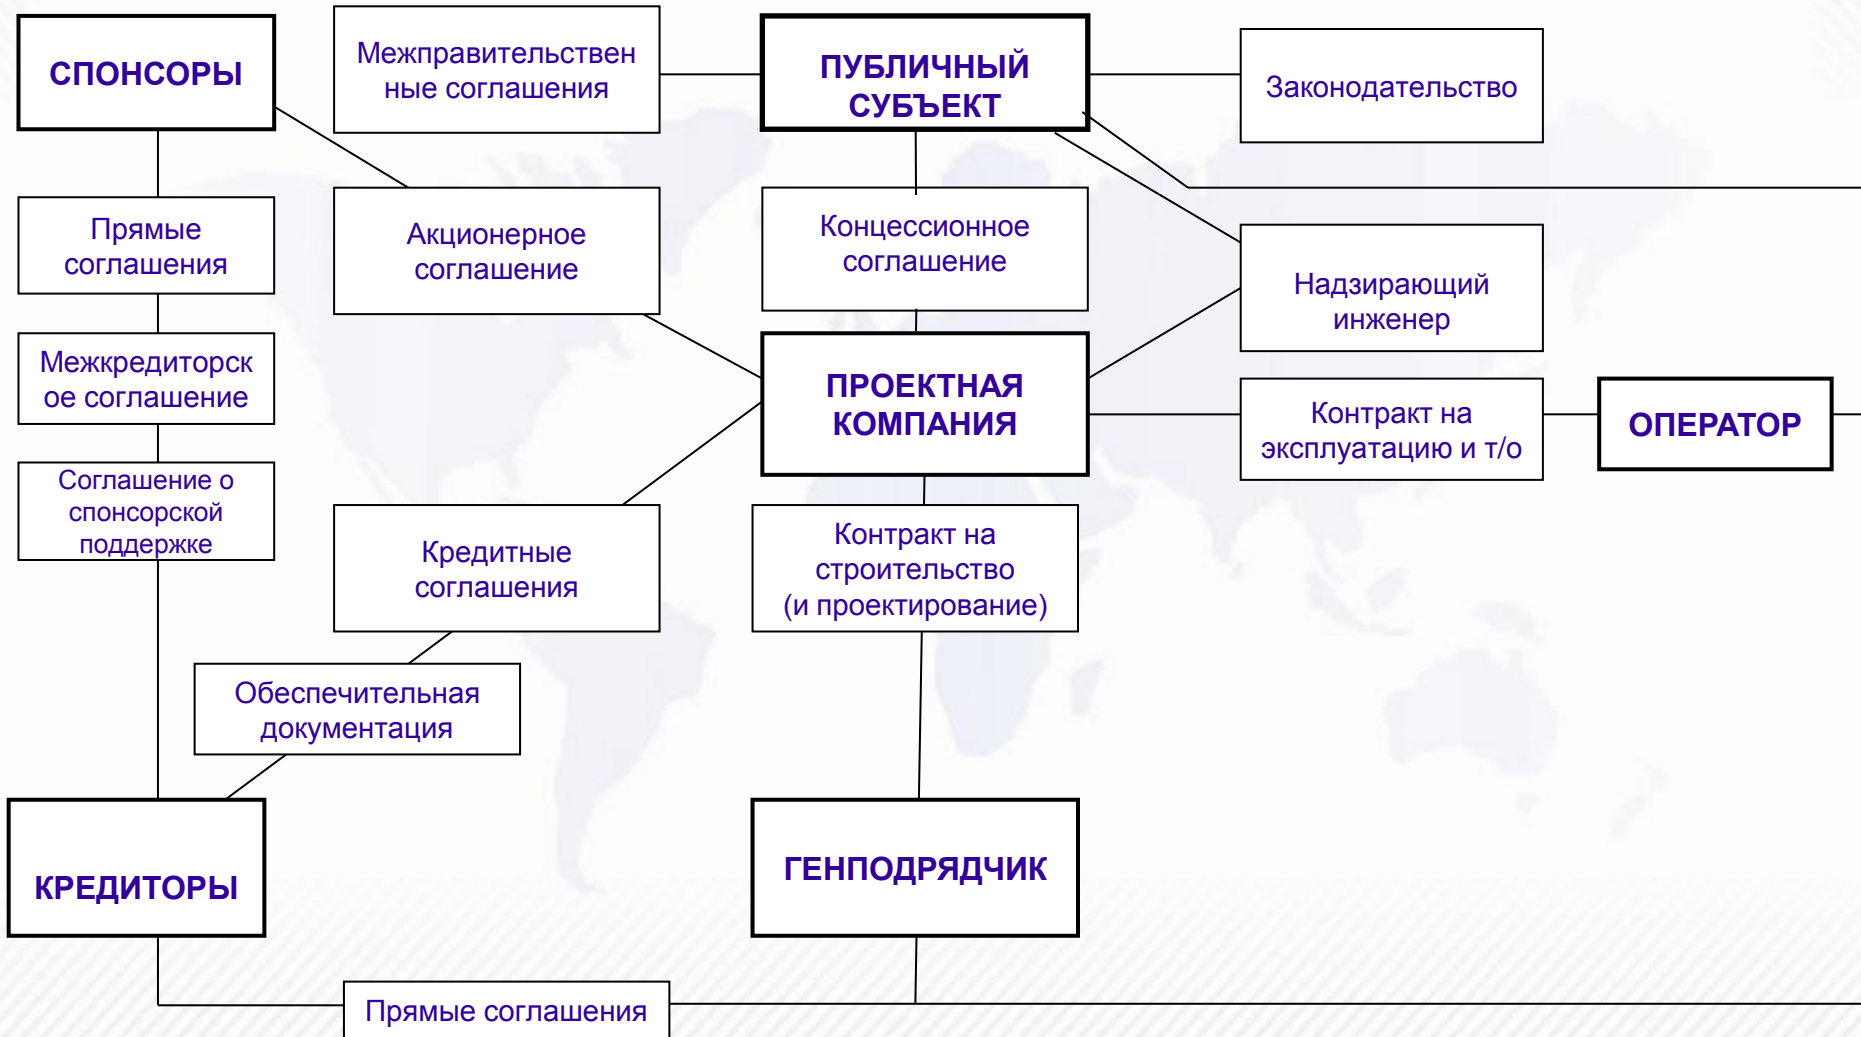 СПОНСОРЫ
Межправительствен
ные соглашения
ПУБЛИЧНЫЙ
СУБЪЕКТ
Законодательство
Прямые
соглашения
Акционерное
соглашение
Концессионное
соглашение
Надзирающий
инженер
Межкредиторск
ое соглашение
ПРОЕКТНАЯ
КОМПАНИЯ
Контракт на
эксплуатацию и т/о
ОПЕРАТОР
Соглашение о
спонсорской
поддержке
Кредитные
соглашения
Контракт на
строительство
(и проектирование)
Обеспечительная
документация
КРЕДИТОРЫ
ГЕНПОДРЯДЧИК
Прямые соглашения